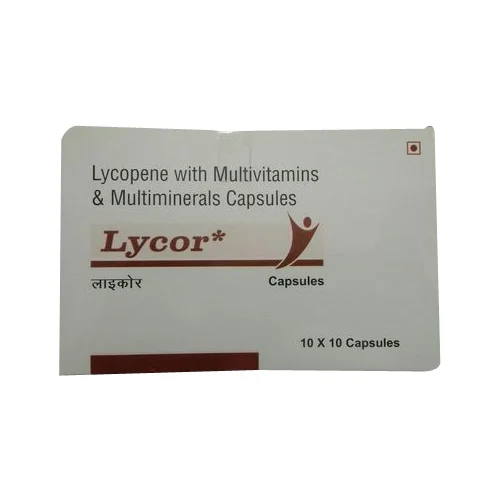 Lycopene with Multivitamins
& Multiminerals Capsules
Lycor*
लाइकोर
Capsules
10 X 10 Capsules